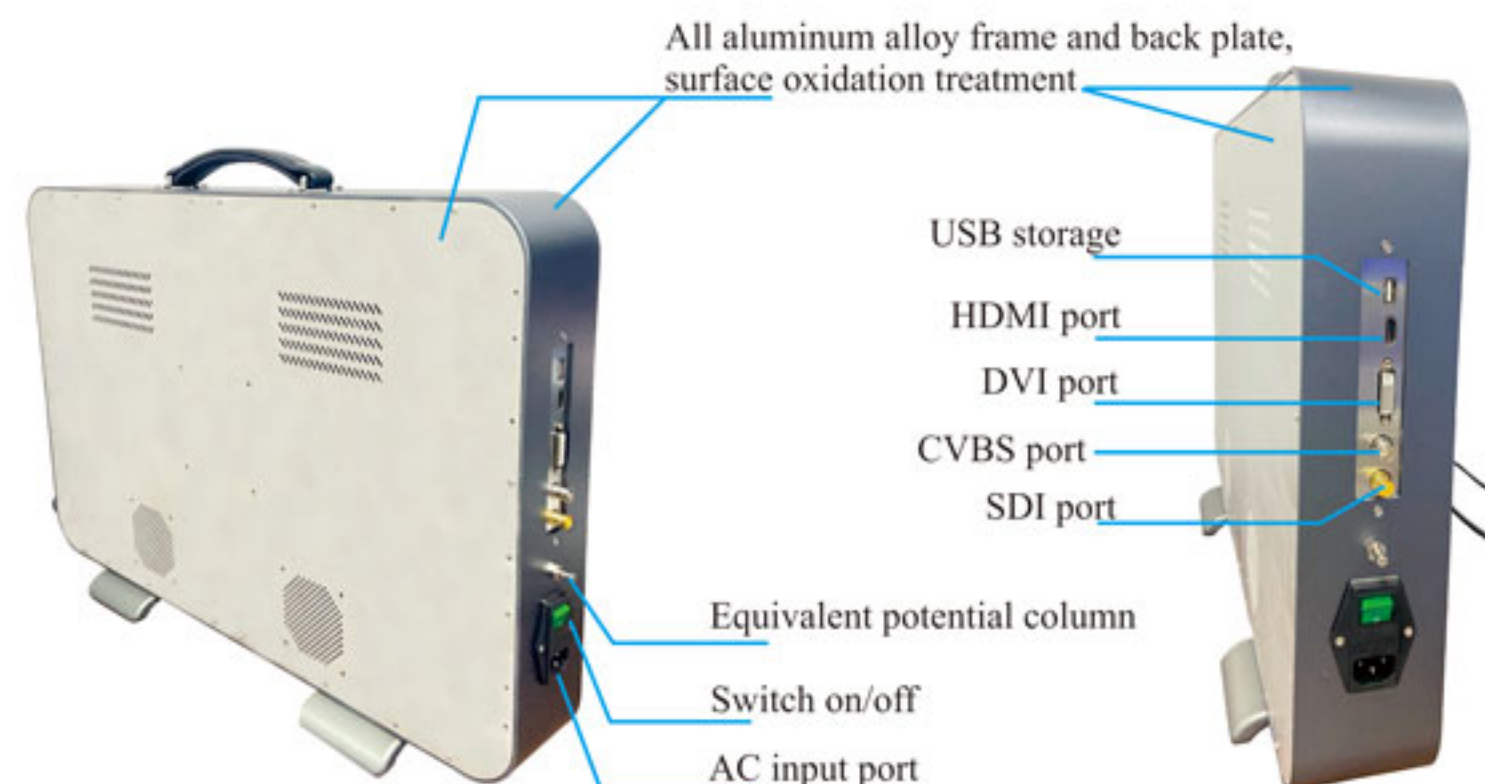 All aluminum alloy frame and back plate,
surface oxidation treatment
USB storage
HDMI port
DVI port
CVBS port
SDI port
Equivalent potential column
Switch on/off
AC input port